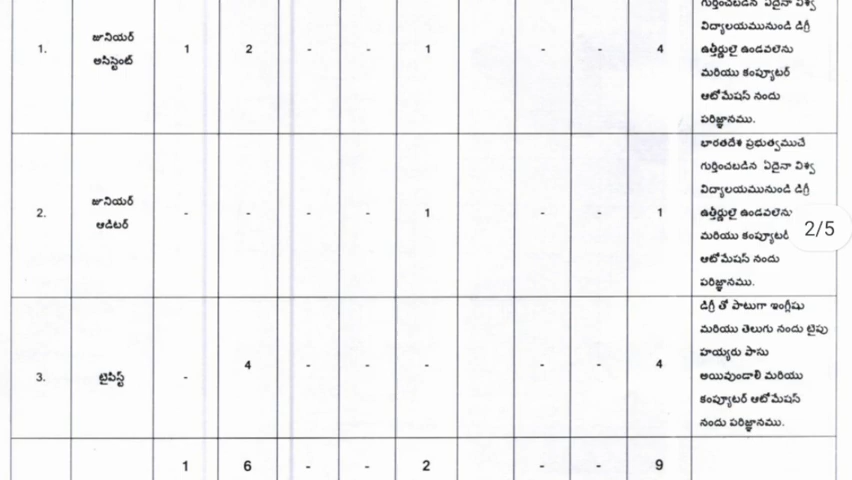 గుర్తించబడిన ఏదైనా విశ్వ
విద్యాలయమునుండి డిగ్రీ
1. జూనియర్ అసిస్టెంట్ 1 2 - - 1 - - 4
ఉత్తీర్ణులై ఉండవలెను
మరియు కంప్యూటర్
ఆటోమేషన్ నందు
పరిజ్ఞానము.
భారతదేశ ప్రభుత్వముచే
గుర్తించబడిన ఏదైనా విశ్వ
విద్యాలయమునుండి డిగ్రీ
2. జూనియర్ ఆడిటర్ - - - - 1 - - 1
ఉత్తీర్ణులై ఉండవలెను
మరియు కంప్యూటర్
ఆటోమేషన్ నందు
పరిజ్ఞానము.
2/5
డిగ్రీ తో పాటుగా ఇంగ్లీషు
మరియు తెలుగు నందు టైపు
హయ్యరు పాసు
3. టైపిస్ట్ - 4 - - - - - 4
అయివుండాలి మరియు
కంప్యూటర్ ఆటోమేషన్
నందు పరిజ్ఞానము.
1 6 - - 2 - - 9